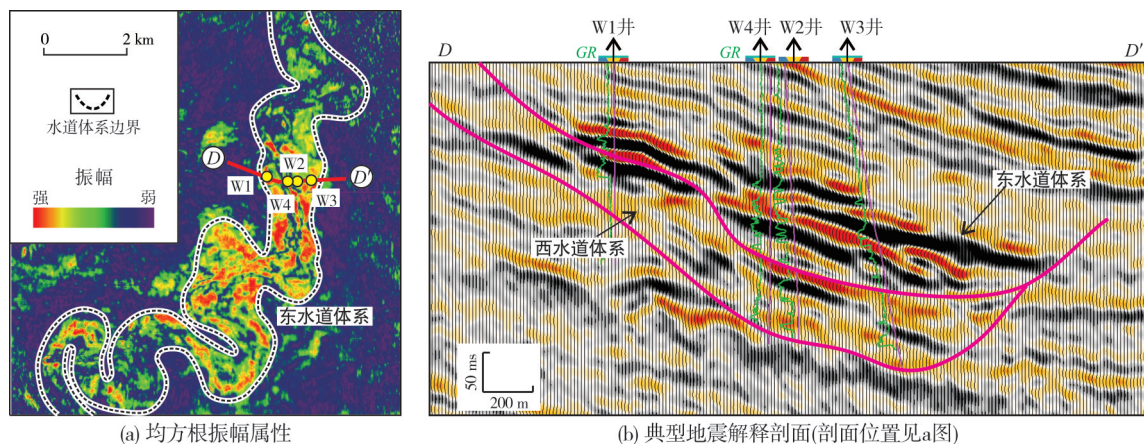 0 2 km
水道体系边界
振幅
强 弱
D
W2
D′
W1
W4
W3
东水道体系
(a) 均方根振幅属性
D
W1井
W4井
W2井
W3井
D′
GR
GR
东水道体系
西水道体系
50 ms
200 m
(b) 典型地震解释剖面(剖面位置见a图)